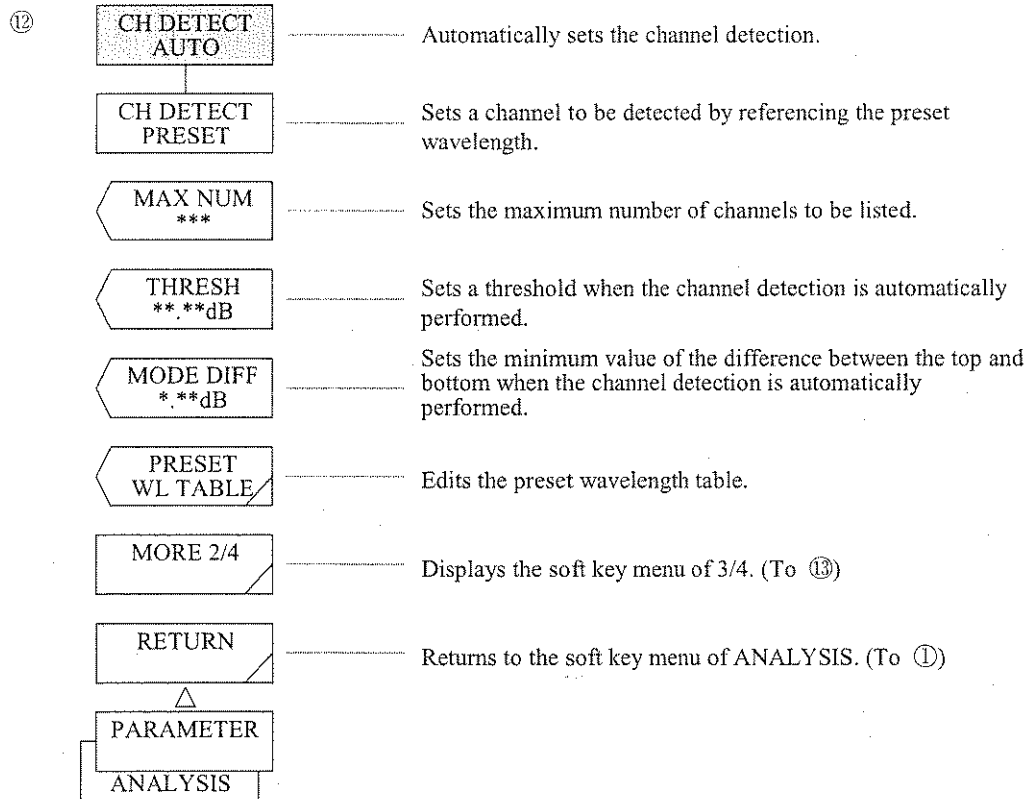 ⑫
CH DETECT
AUTO
Automatically sets the channel detection.
CH DETECT
PRESET
Sets a channel to be detected by referencing the preset
wavelength.
MAX NUM
***
Sets the maximum number of channels to be listed.
THRESH
**.**dB
Sets a threshold when the channel detection is automatically
performed.
MODE DIFF
*.**dB
Sets the minimum value of the difference between the top and
bottom when the channel detection is automatically
performed.
PRESET
WL TABLE
Edits the preset wavelength table.
MORE 2/4
Displays the soft key menu of 3/4. (To ⑬)
RETURN
Returns to the soft key menu of ANALYSIS. (To ①)
PARAMETER
ANALYSIS